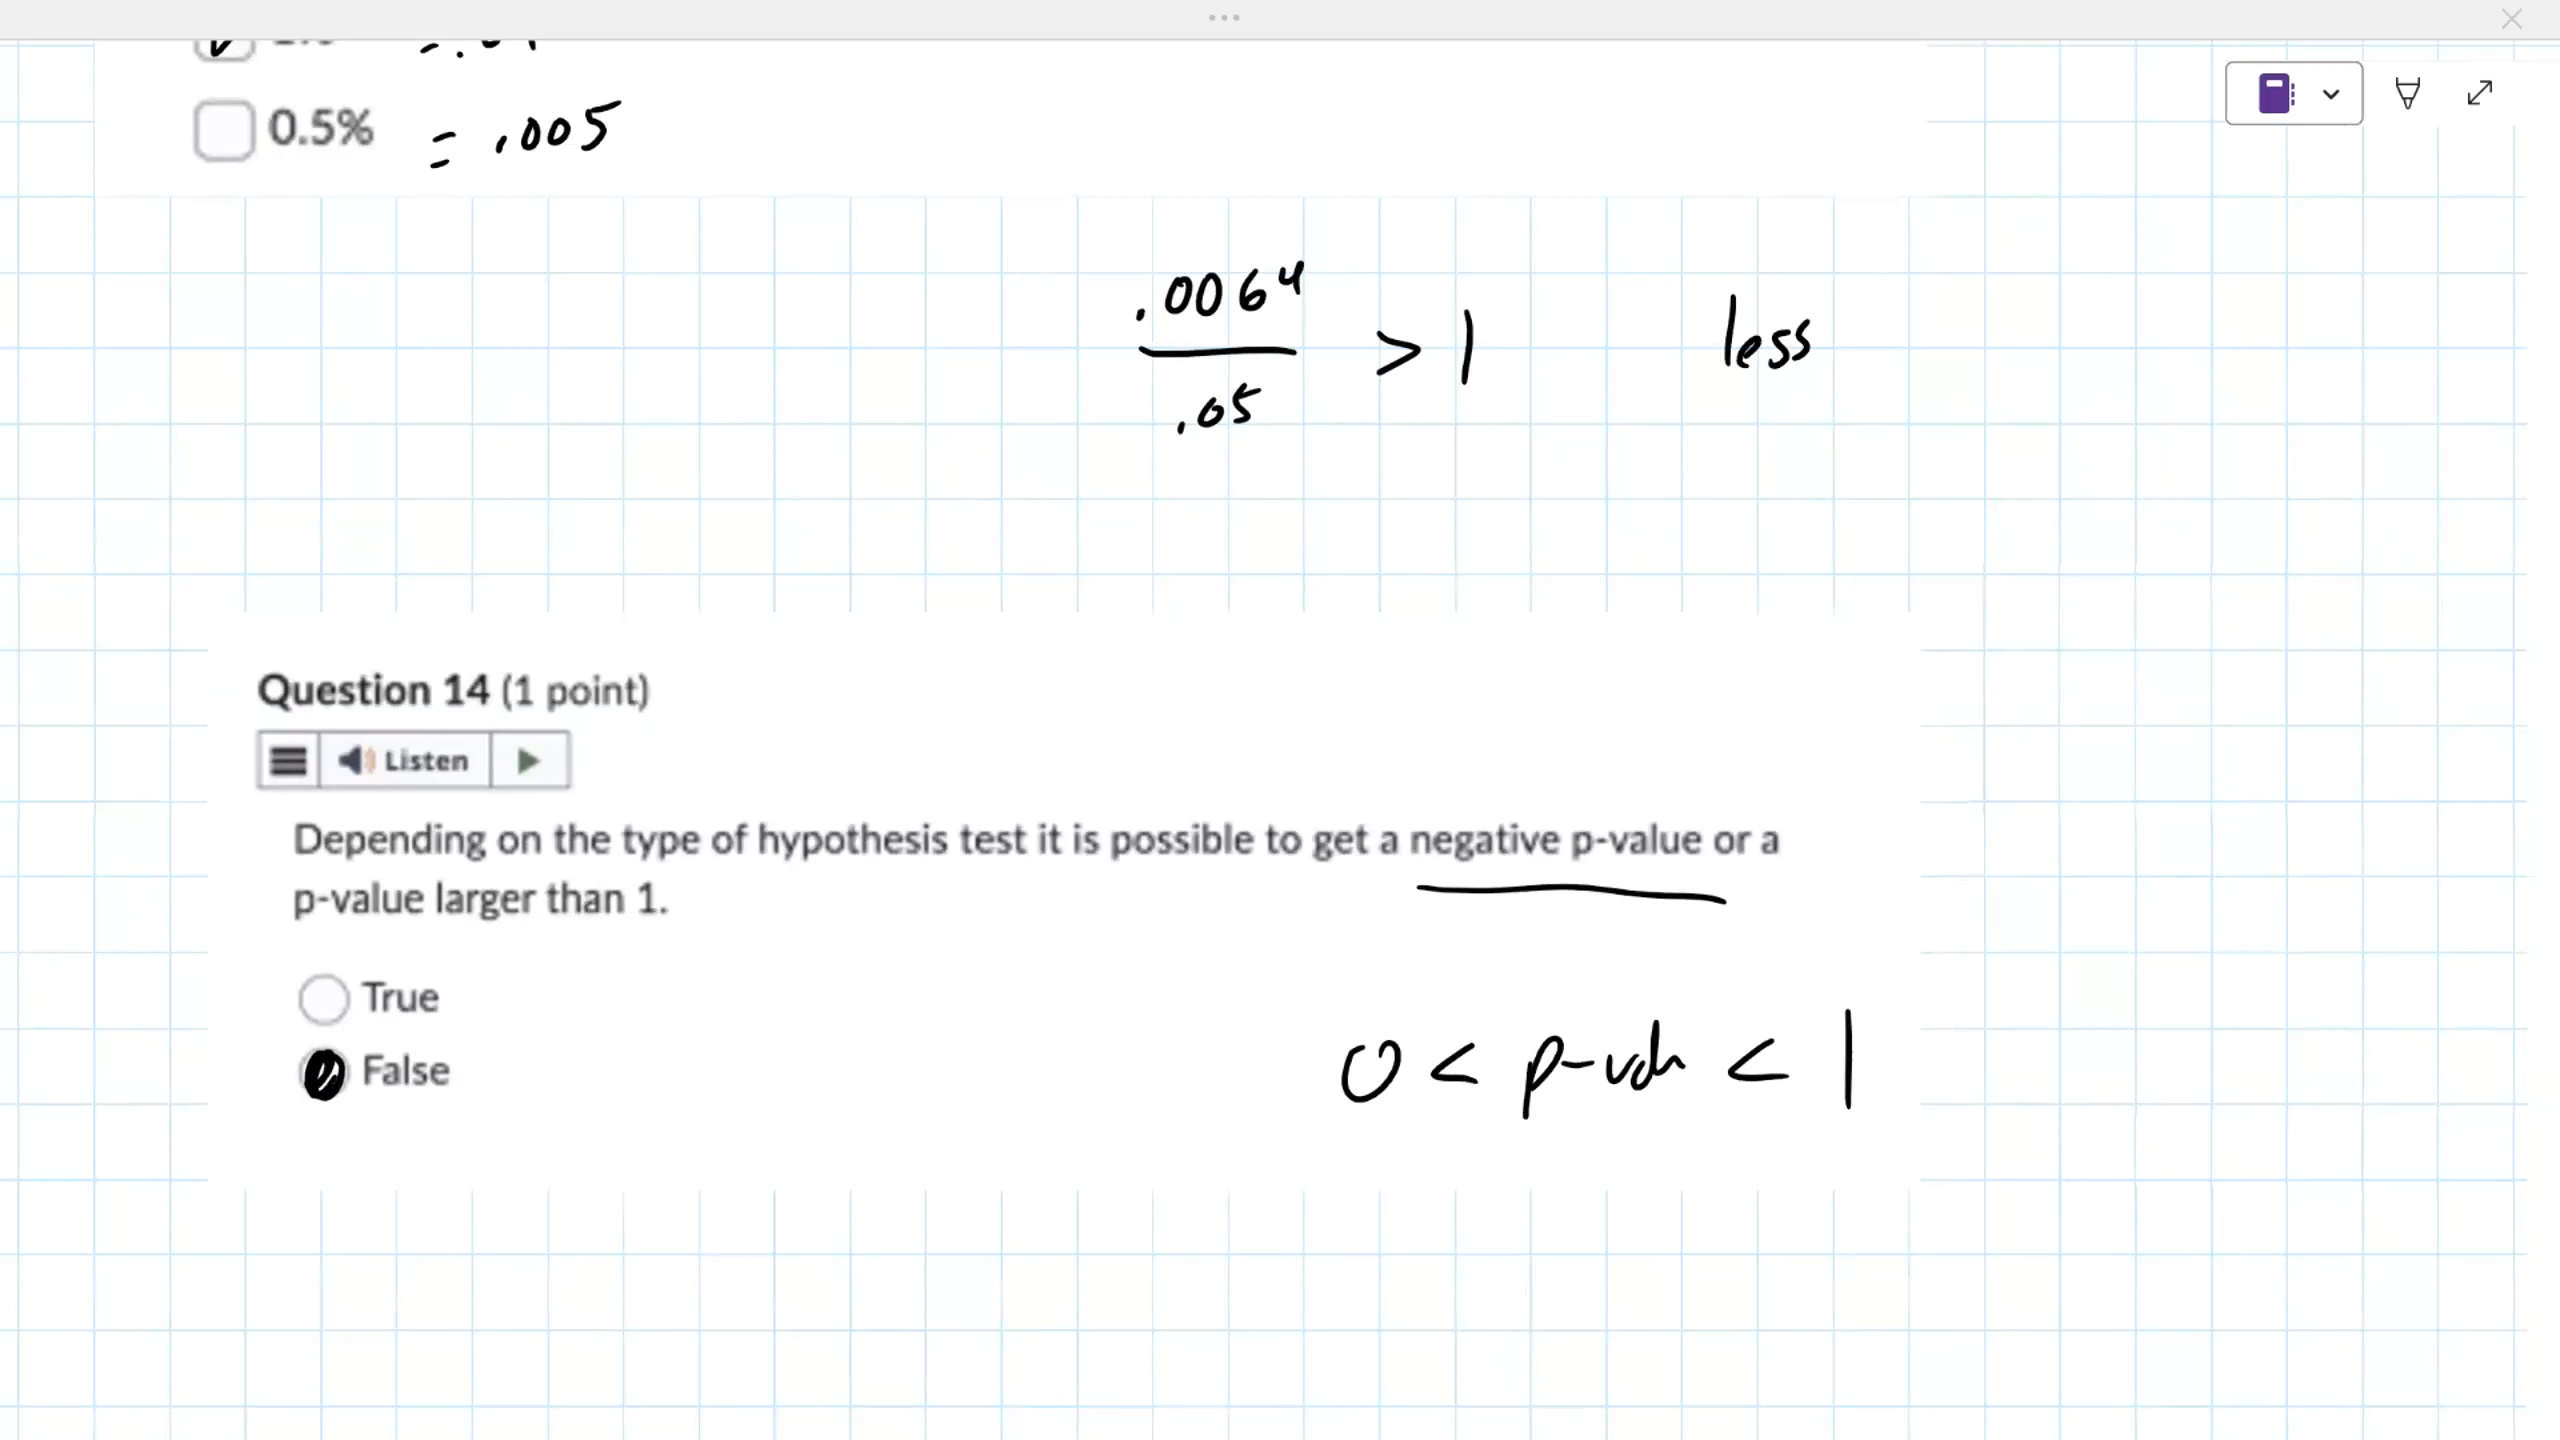 0.5% = .005
.0064
> 1 less
.05
Question 14 (1 point)
Listen
Depending on the type of hypothesis test it is possible to get a negative p-value or a
p-value larger than 1.
True
False
0 < p-val < 1